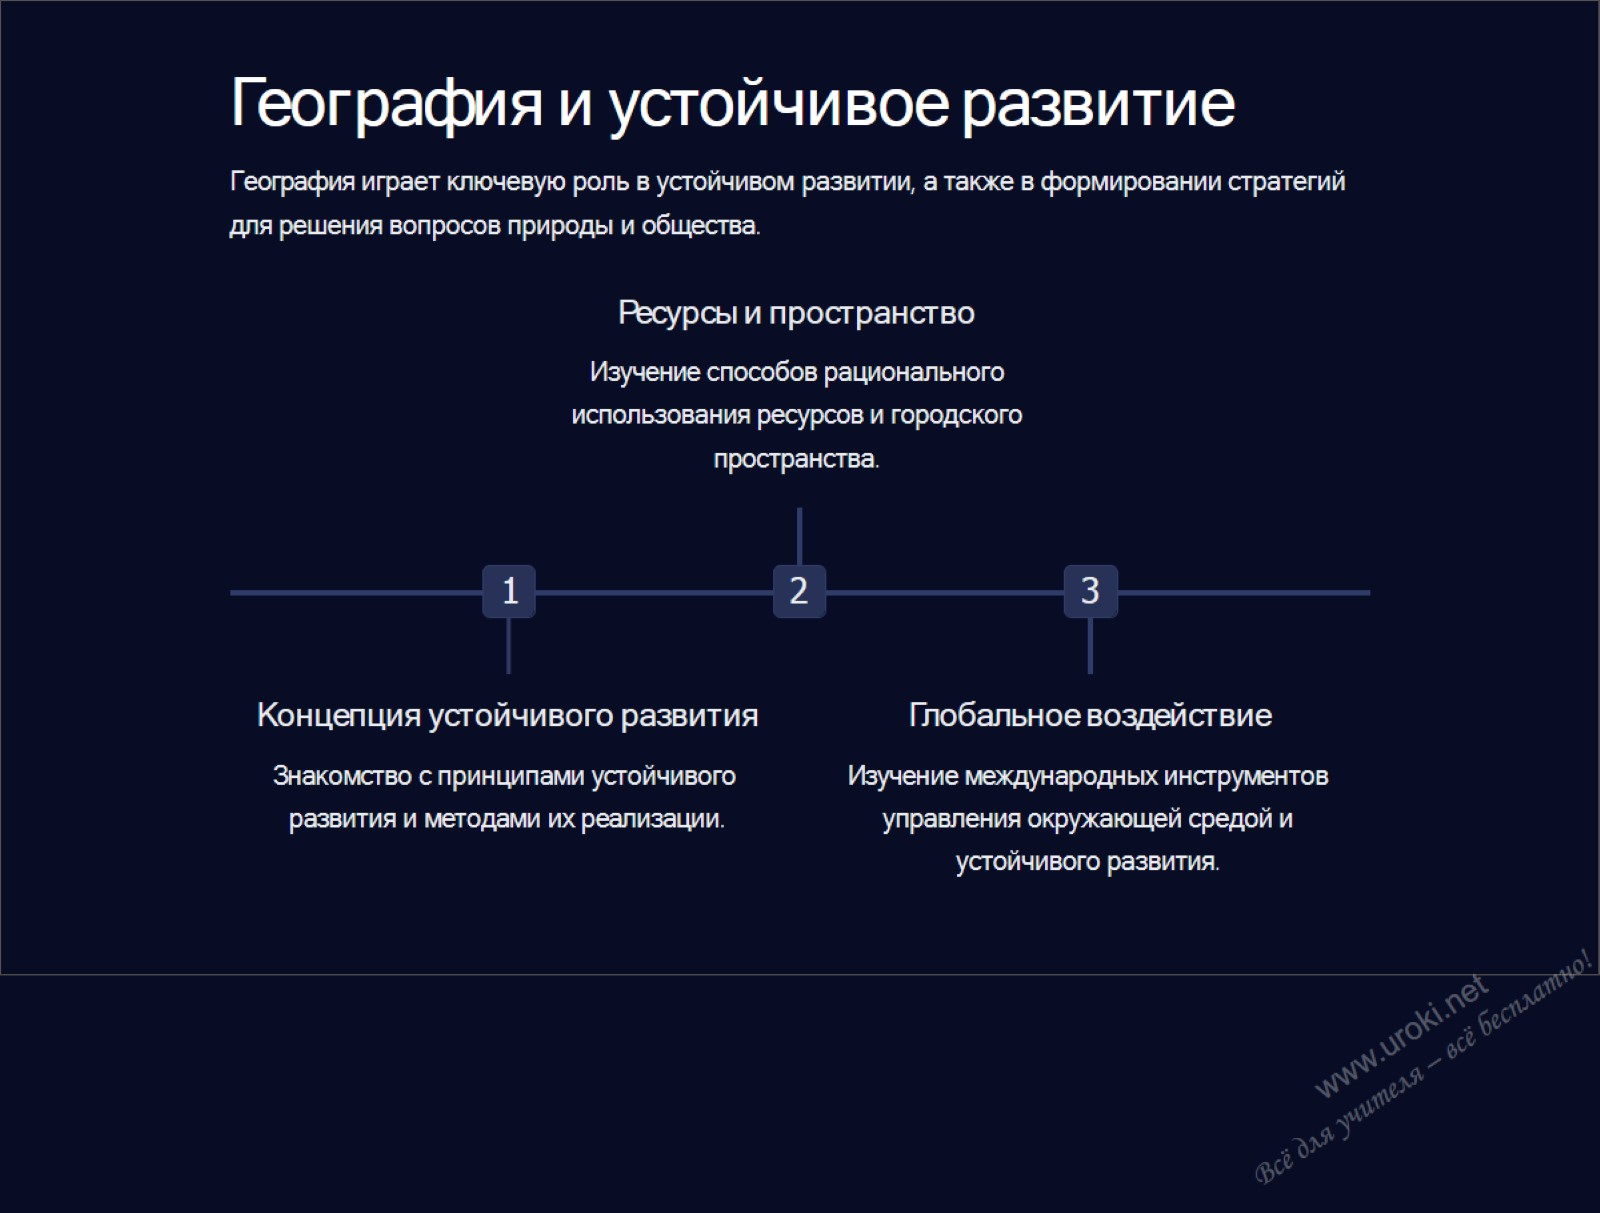 География и устойчивое развитие
География играет ключевую роль в устойчивом развитии, а также в формировании стратегий
для решения вопросов природы и общества.
Ресурсы и пространство
Изучение способов рационального
использования ресурсов и городского
пространства.
1
2
3
Концепция устойчивого развития
Знакомство с принципами устойчивого
развития и методами их реализации.
Глобальное воздействие
Изучение международных инструментов
управления окружающей средой и
устойчивого развития.
www.uroki.net
Всё для учителя – всё бесплатно!